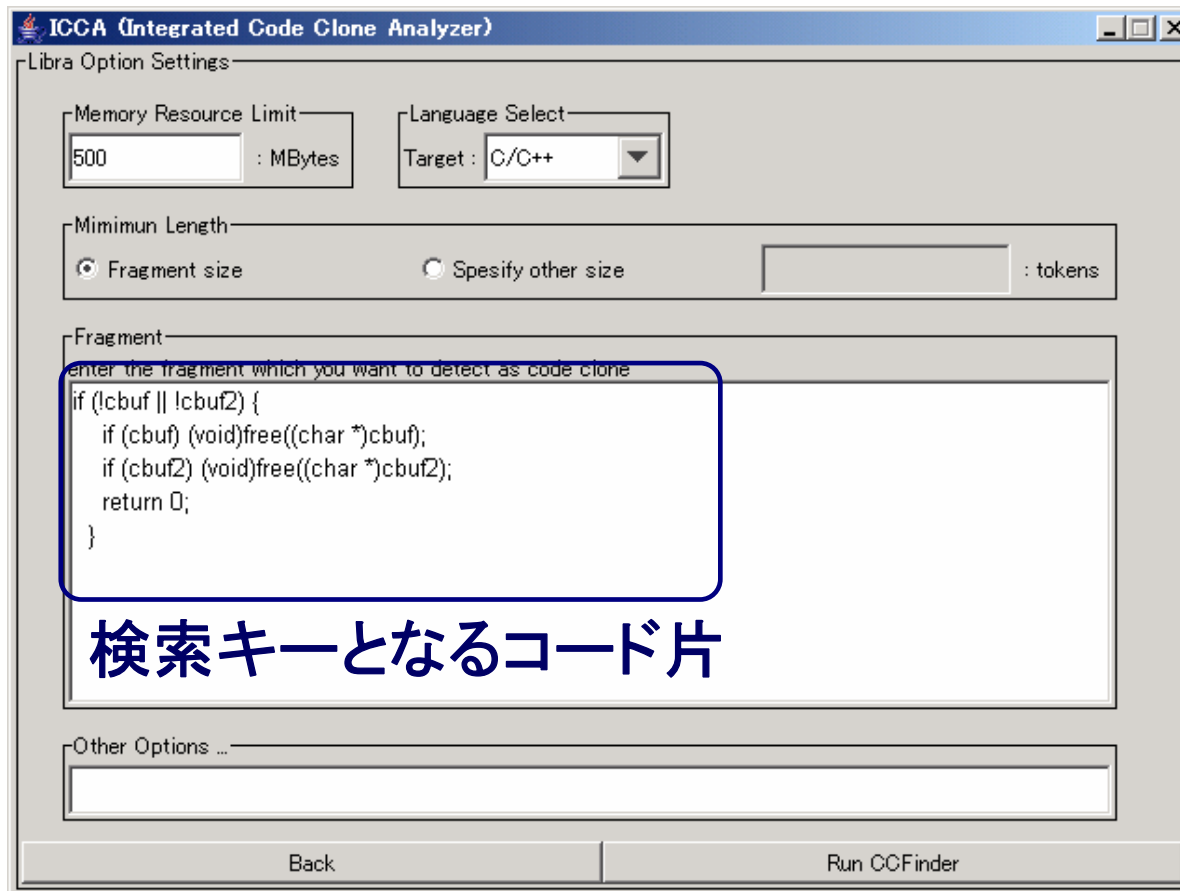 ICCA (Integrated Code Clone Analyzer)
Libra Option Settings
Memory Resource Limit
500 : MBytes
Language Select
Target : C/C++
Mimimun Length
Fragment size
Spesify other size
: tokens
Fragment
enter the fragment which you want to detect as code clone
if (!cbuf || !cbuf2) {
if (cbuf) (void)free((char *)cbuf);
if (cbuf2) (void)free((char *)cbuf2);
return 0;
}
検索キーとなるコード片
Other Options ...
Back
Run CCFinder